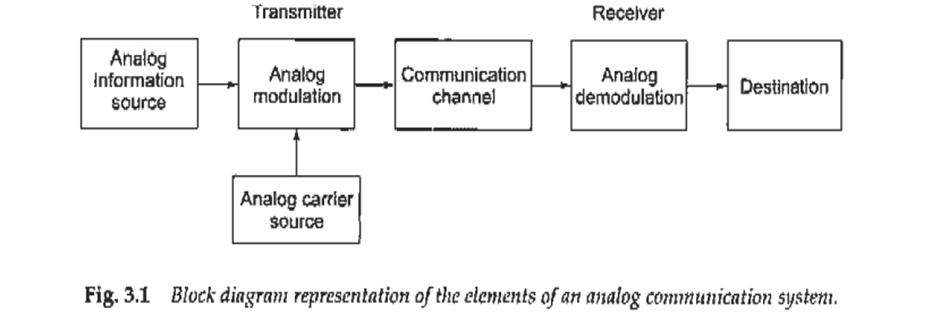 Transmitter
Receiver
Analog
Information
source
Analog
modulation
Communication
channel
Analog
demodulation
Destination
Analog carrier
source
Fig. 3.1 Block diagram representation of the elements of an analog communication system.